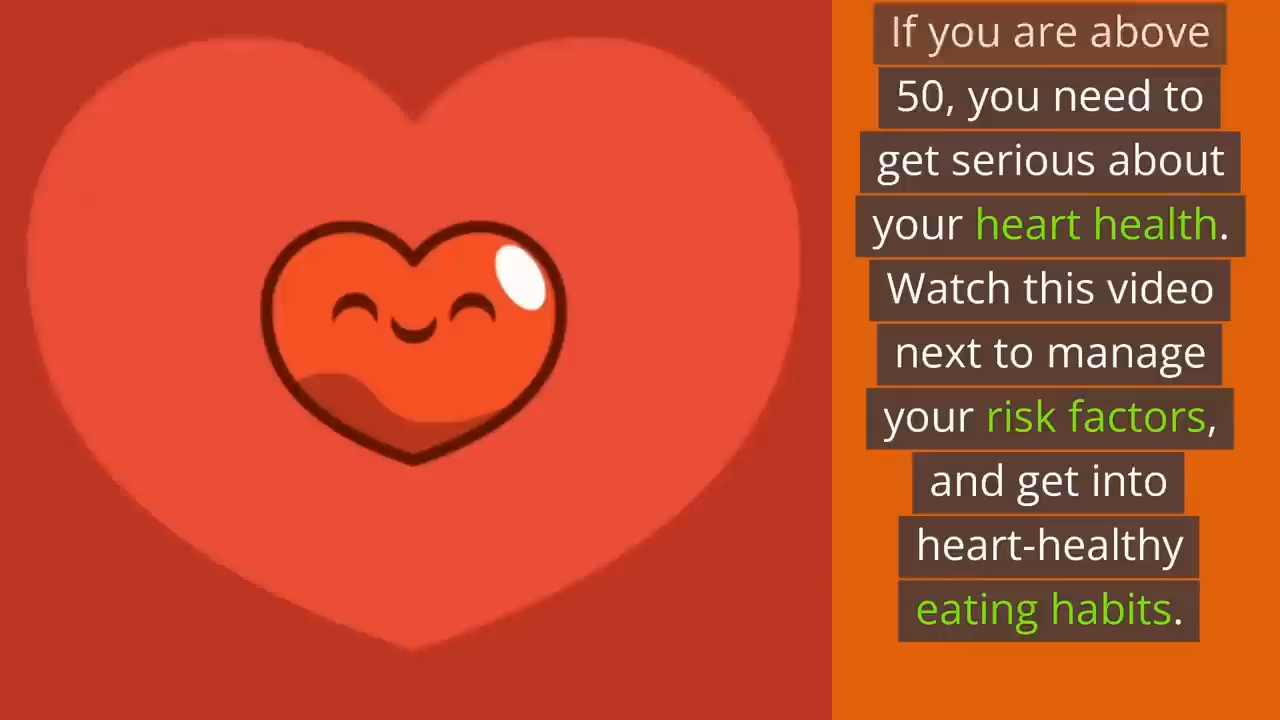 If you are above
50, you need to
get serious about
your heart health.
Watch this video
next to manage
your risk factors,
and get into
heart-healthy
eating habits.